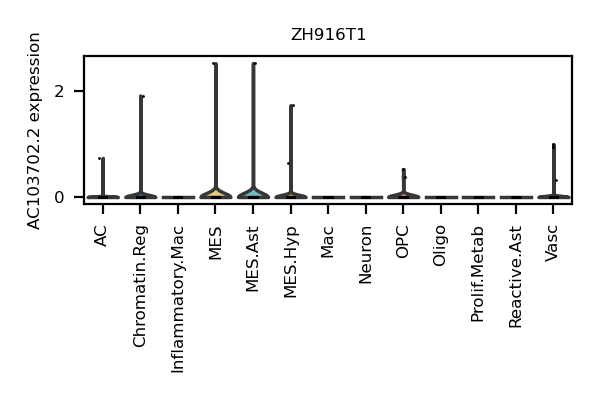 ZH916T1
AC103702.2 expression
2
0
AC
Chromatin.Reg
Inflammatory.Mac
MES
MES.Ast
MES.Hyp
Mac
Neuron
OPC
Oligo
Prolif.Metab
Reactive.Ast
Vasc